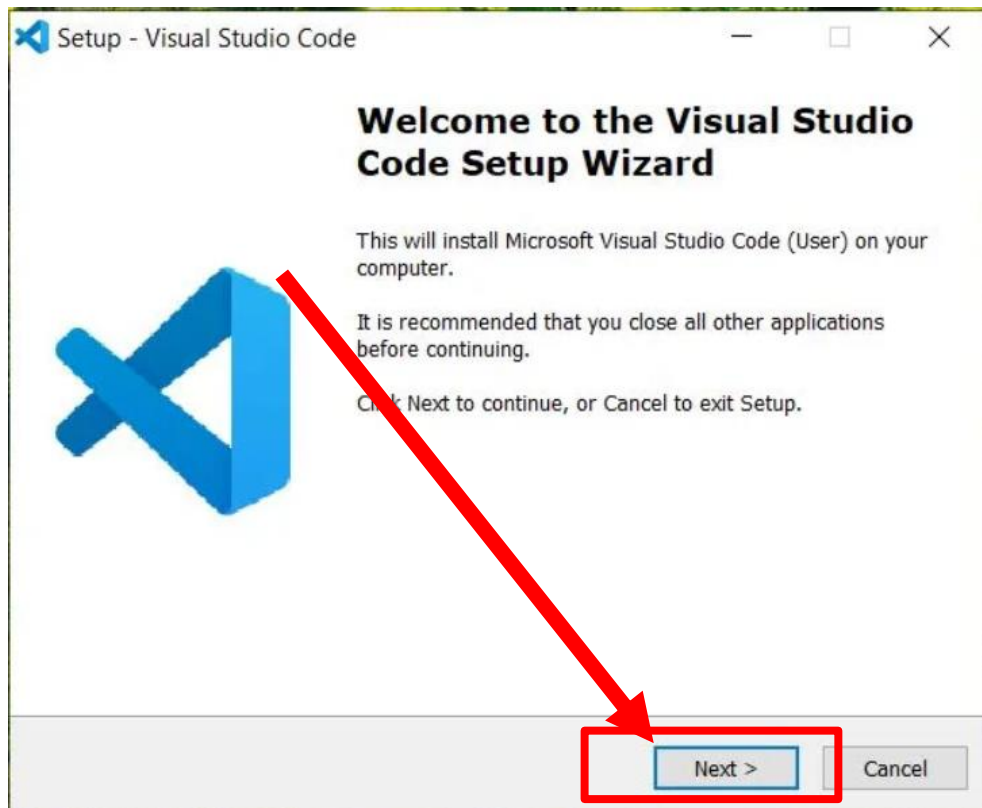 Setup - Visual Studio Code
Welcome to the Visual Studio
Code Setup Wizard
This will install Microsoft Visual Studio Code (User) on your
computer.
It is recommended that you close all other applications
before continuing.
Click Next to continue, or Cancel to exit Setup.
Next >
Cancel